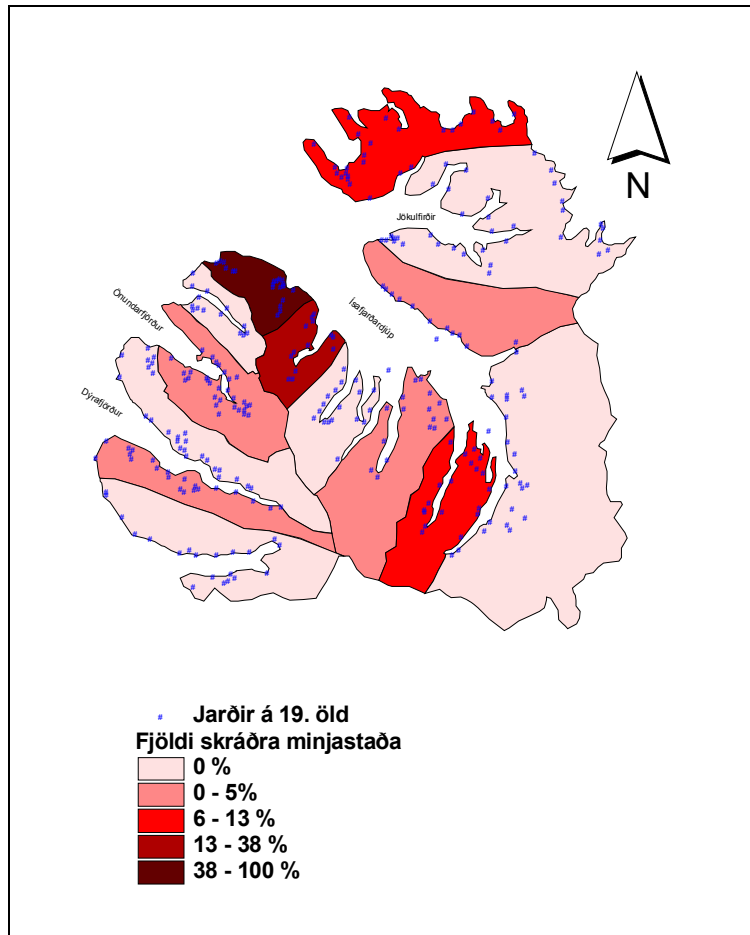 N
Jökulfirðir
Ísafjarðardjúp
Önundarfjörður
Dýrafjörður
# Jarðir á 19. öld
Fjöldi skráðra minjastaða
0 %
0 - 5%
6 - 13 %
13 - 38 %
38 - 100 %